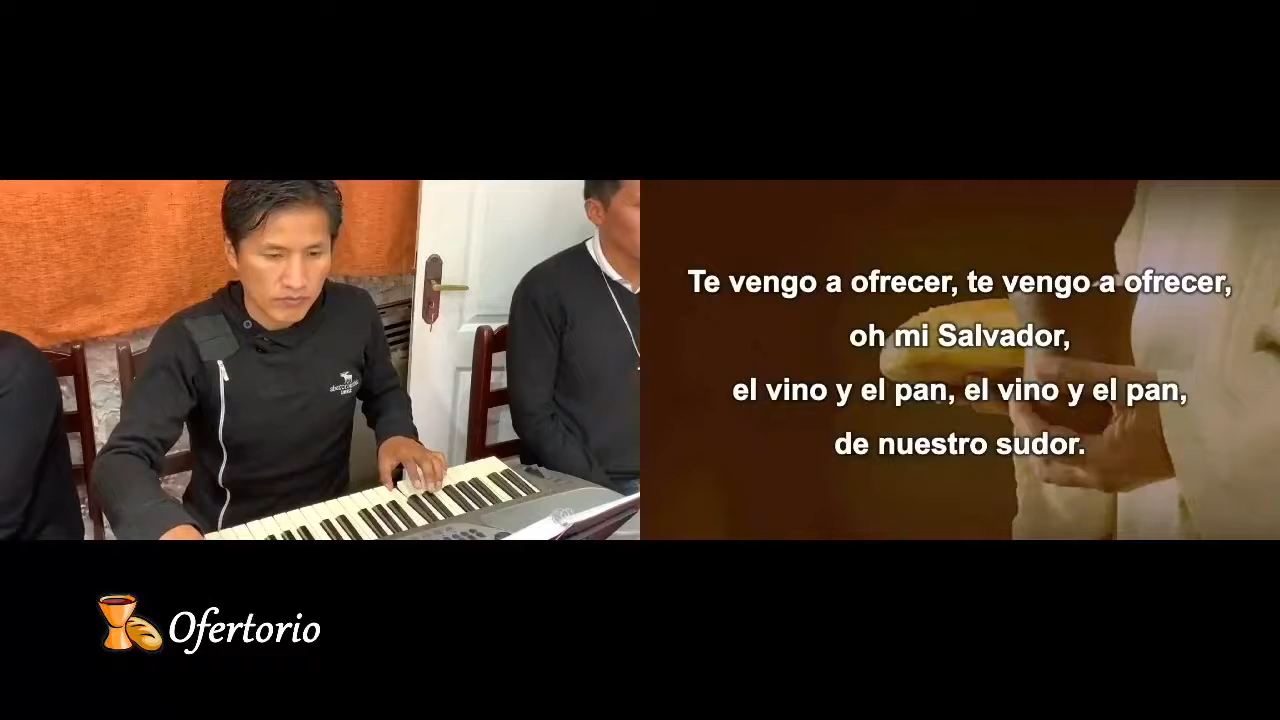 Te vengo a ofrecer, te vengo a ofrecer,
oh mi Salvador,
el vino y el pan, el vino y el pan,
de nuestro sudor.
Ofertorio